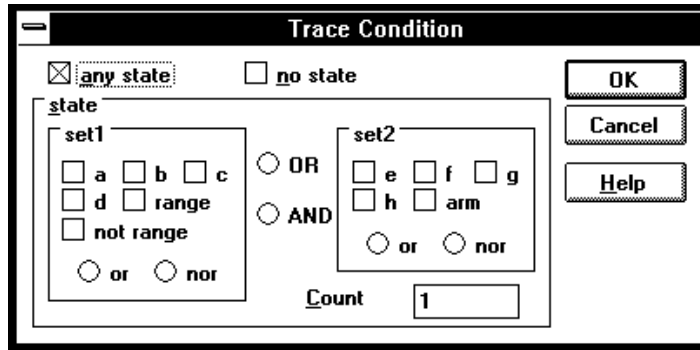 Trace Condition
any state no state
OK
state
Cancel
set1
set2
a b c
OR
e f g
Help
d range
h arm
AND
not range
or nor
or nor
Count 1